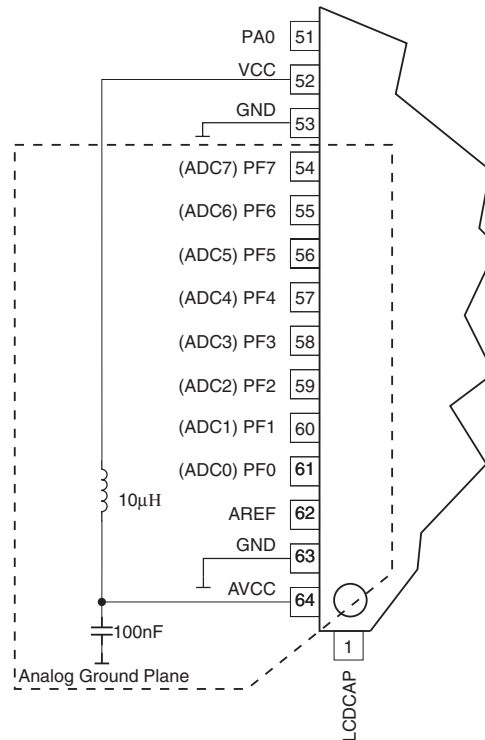 PA0 51
VCC 52
GND 53
(ADC7) PF7 54
(ADC6) PF6 55
(ADC5) PF5 56
(ADC4) PF4 57
(ADC3) PF3 58
(ADC2) PF2 59
(ADC1) PF1 60
(ADC0) PF0 61
10µH
AREF 62
GND 63
AVCC 64
100nF
1
Analog Ground Plane
LCDCAP